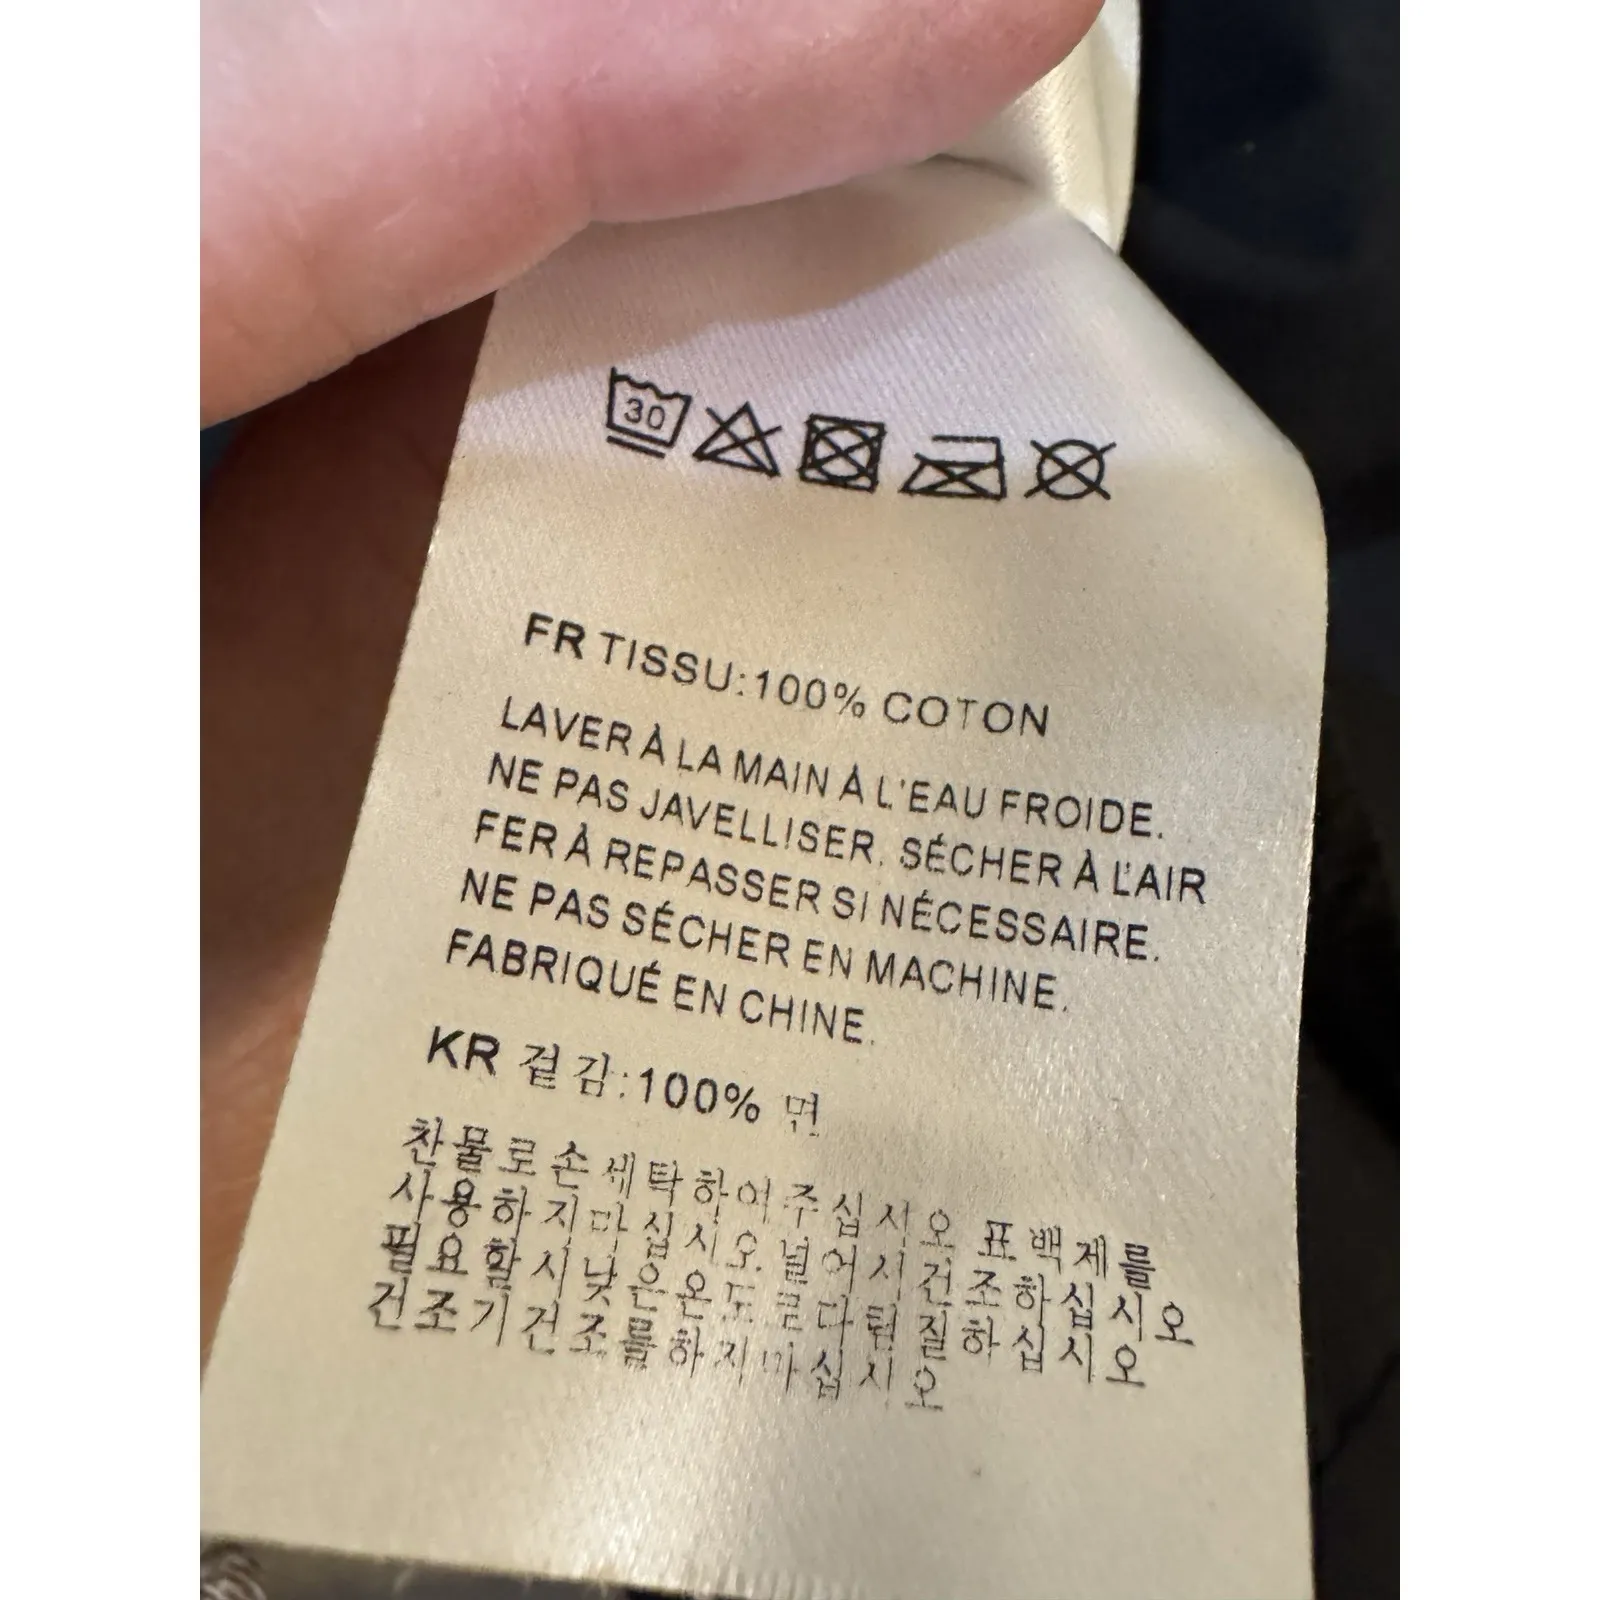 30
FR TISSU:100% COTON
LAVER À LA MAIN À L'EAU FROIDE.
NE PAS JAVELLISER. SÉCHER À L'AIR
FER À REPASSER SI NÉCESSAIRE.
NE PAS SÉCHER EN MACHINE.
FABRIQUÉ EN CHINE.
KR 겉감:100% 면
찬물로손세탁하여주십시오 표백제를
사용하지마십시오.널어서건조하십시오
필요할시낮은온도로다림질하십시오
건조기건조를하지마십시오